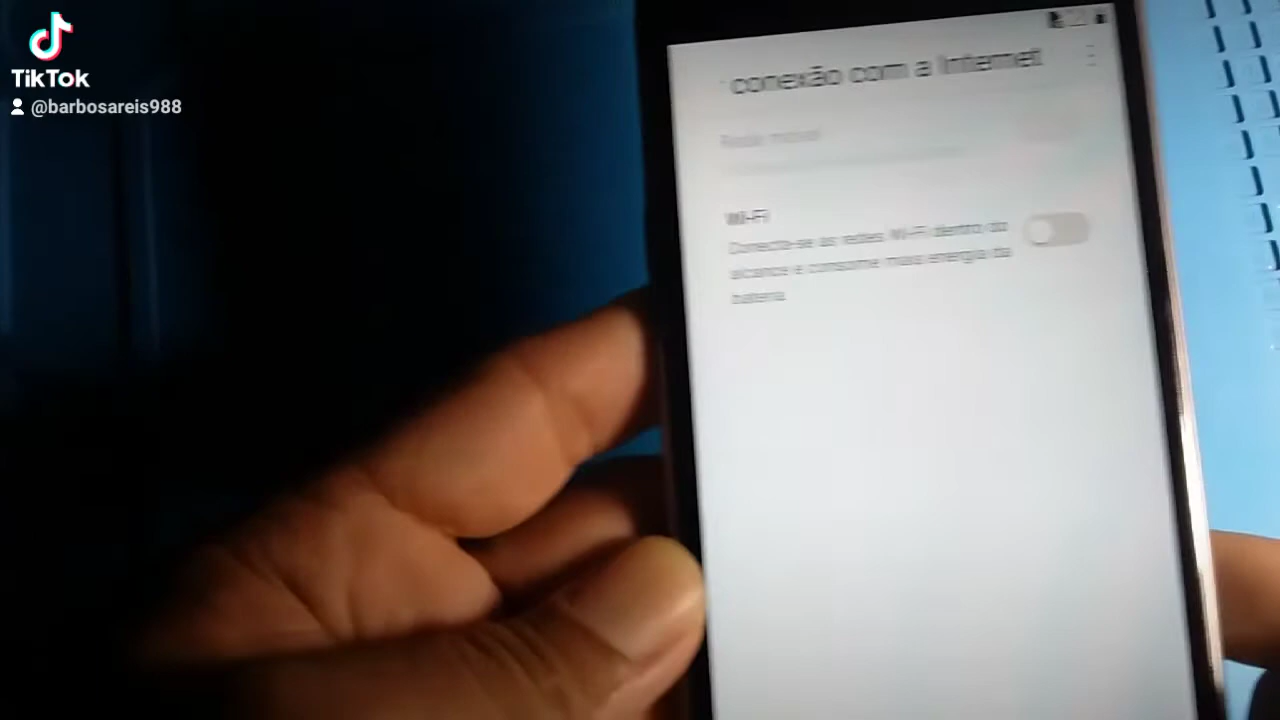 TikTok
@barbosareis988
conexão com a Internet
Wi-Fi
Conecta-se as redes Wi-Fi dentro do
alcance e consome mais energia da
bateria